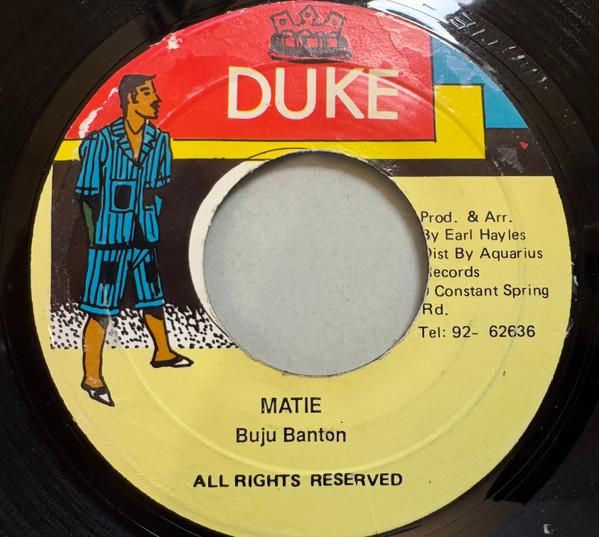 DUKE
Prod. & Arr.
By Earl Hayles
Dist By Aquarius
Records
Constant Spring
Rd.
Tel: 92- 62636
MATIE
Buju Banton
ALL RIGHTS RESERVED